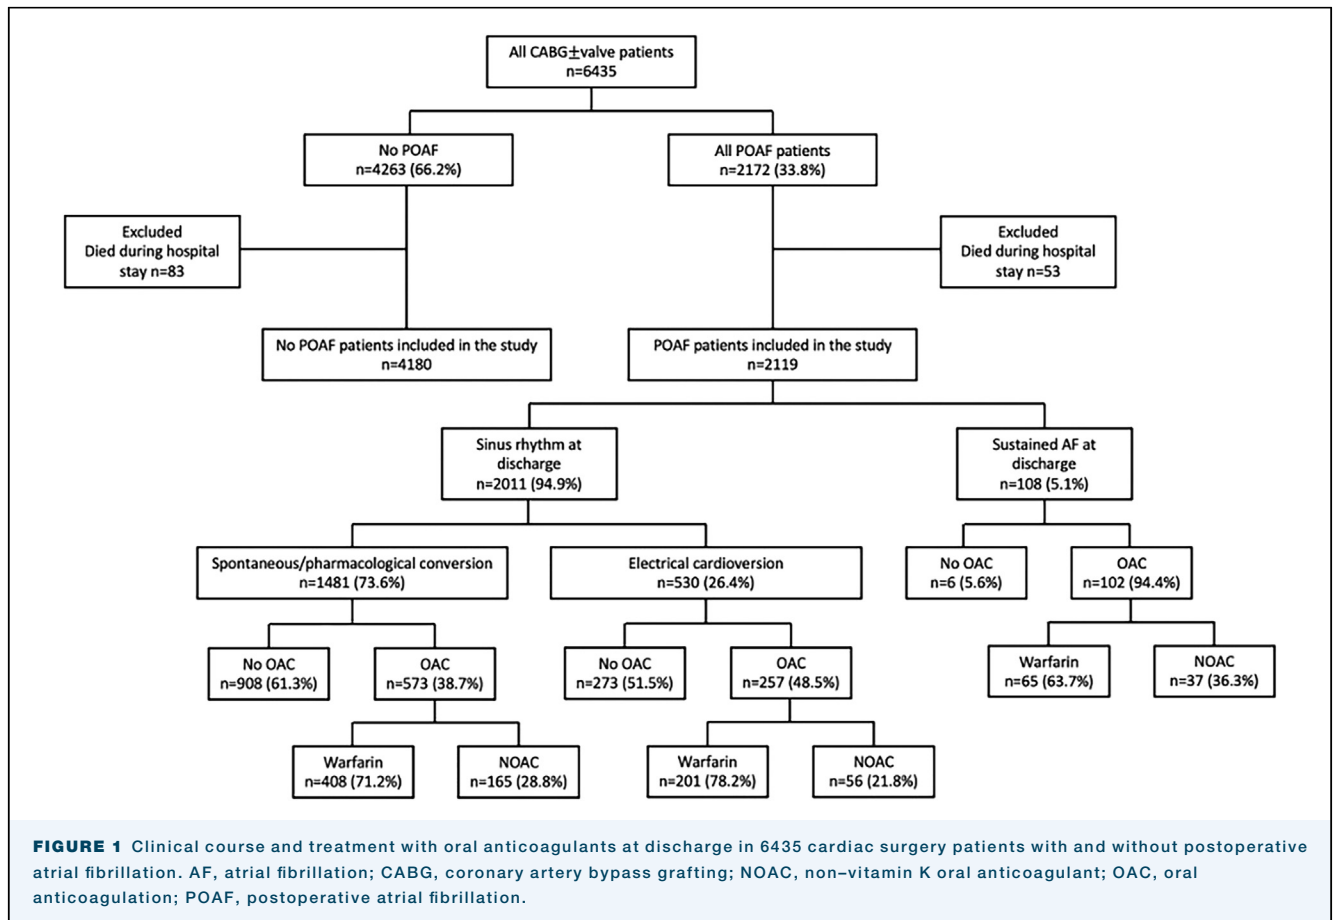 All CABG±valve patients
n=6435
No POAF
n=4263 (66.2%)
All POAF patients
n=2172 (33.8%)
Excluded
Died during hospital
stay n=83
Excluded
Died during hospital
stay n=53
No POAF patients included in the study
n=4180
POAF patients included in the study
n=2119
Sinus rhythm at
discharge
n=2011 (94.9%)
Sustained AF at
discharge
n=108 (5.1%)
Spontaneous/pharmacological conversion
n=1481 (73.6%)
Electrical cardioversion
n=530 (26.4%)
No OAC
n=6 (5.6%)
OAC
n=102 (94.4%)
No OAC
n=908 (61.3%)
OAC
n=573 (38.7%)
No OAC
n=273 (51.5%)
OAC
n=257 (48.5%)
Warfarin
n=65 (63.7%)
NOAC
n=37 (36.3%)
Warfarin
n=408 (71.2%)
NOAC
n=165 (28.8%)
Warfarin
n=201 (78.2%)
NOAC
n=56 (21.8%)
FIGURE 1 Clinical course and treatment with oral anticoagulants at discharge in 6435 cardiac surgery patients with and without postoperative
atrial fibrillation. AF, atrial fibrillation; CABG, coronary artery bypass grafting; NOAC, non–vitamin K oral anticoagulant; OAC, oral
anticoagulation; POAF, postoperative atrial fibrillation.